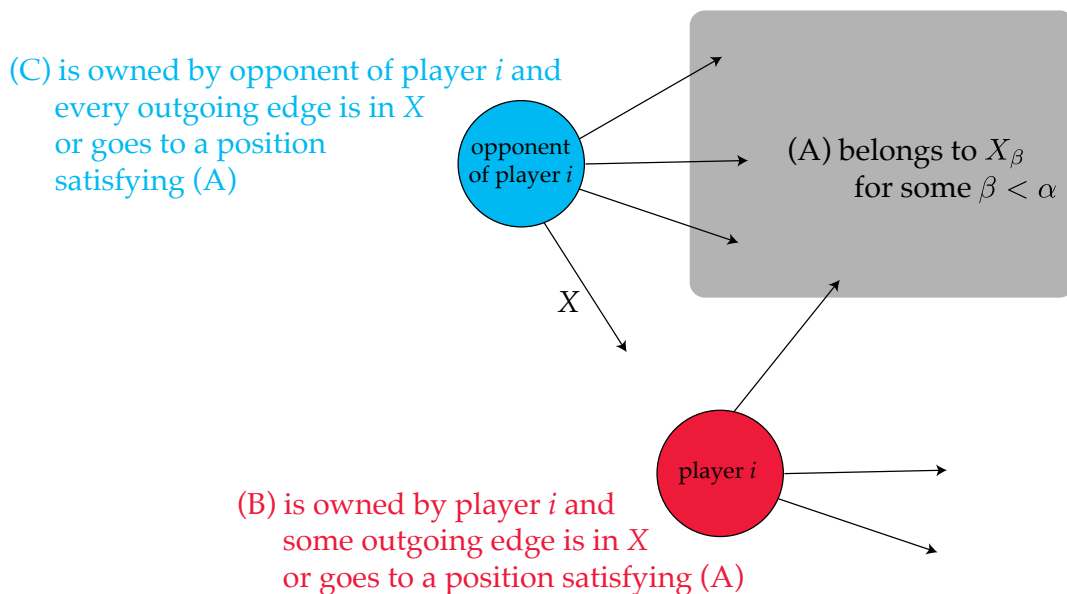 (C) is owned by opponent of player i and
every outgoing edge is in X
or goes to a position
satisfying (A)
opponent
of player i
(A) belongs to X_β
for some β < α
X
player i
(B) is owned by player i and
some outgoing edge is in X
or goes to a position satisfying (A)